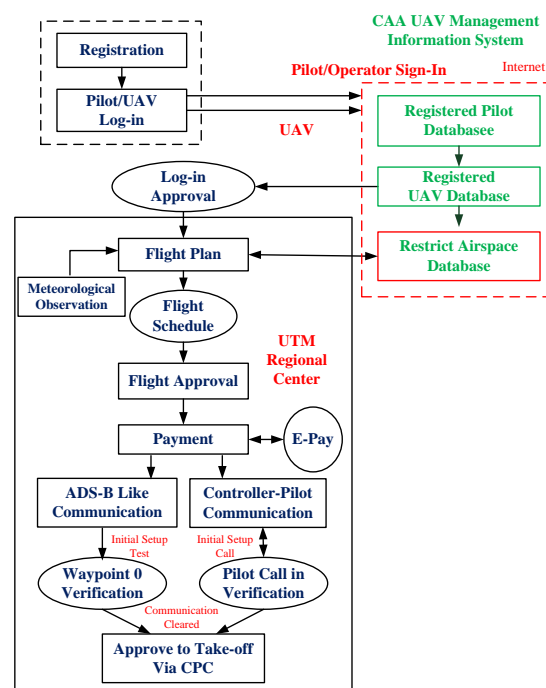 CAA UAV Management
Information System
Registration
Pilot/Operator Sign-In
Internet
Pilot/UAV
Log-in
UAV
Registered Pilot
Databasee
Log-in
Approval
Registered
UAV Database
Flight Plan
Restrict Airspace
Database
Meteorological
Observation
Flight
Schedule
UTM
Regional
Center
Flight Approval
Payment
E-Pay
ADS-B Like
Communication
Controller-Pilot
Communication
Initial Setup
Test
Initial Setup
Call
Waypoint 0
Verification
Pilot Call in
Verification
Communication
Cleared
Approve to Take-off
Via CPC